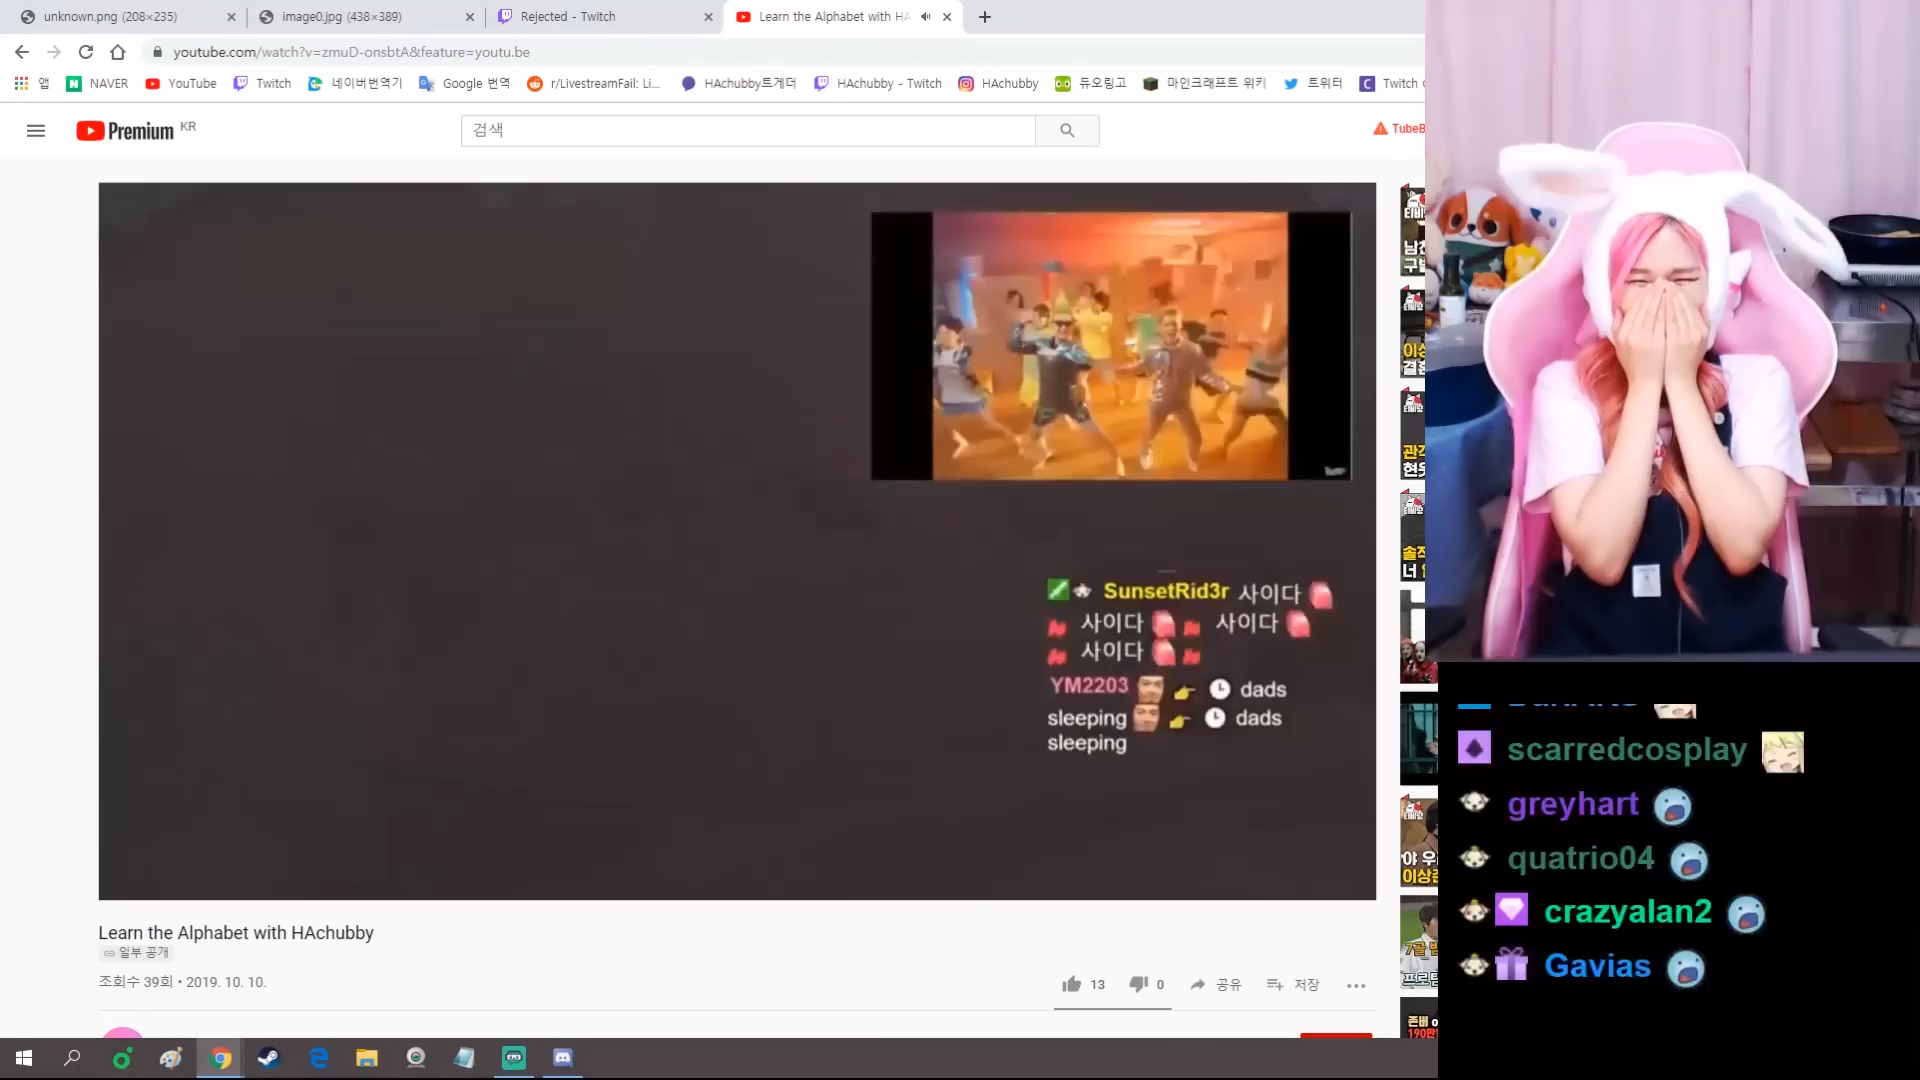 unknown.png (208×235)
image0.jpg (438×389)
Rejected - Twitch
Learn the Alphabet with HA
youtube.com/watch?v=zmuD-onsbtA&feature=youtu.be
앱 NAVER YouTube Twitch 네이버번역기 Google 번역 r/LivestreamFail: Li... HAchubby트게더 HAchubby - Twitch HAchubby 듀오링고 마인크래프트 위키 트위터 Twitch
Premium KR
검색
TubeB
SunsetRid3r 사이다
사이다 사이다
사이다
YM2203 dads
sleeping dads
sleeping
Learn the Alphabet with HAchubby
일부 공개
조회수 39회 • 2019. 10. 10.
13 0 공유 저장
scarredcosplay
greyhart
quatrio04
crazyalan2
Gavias